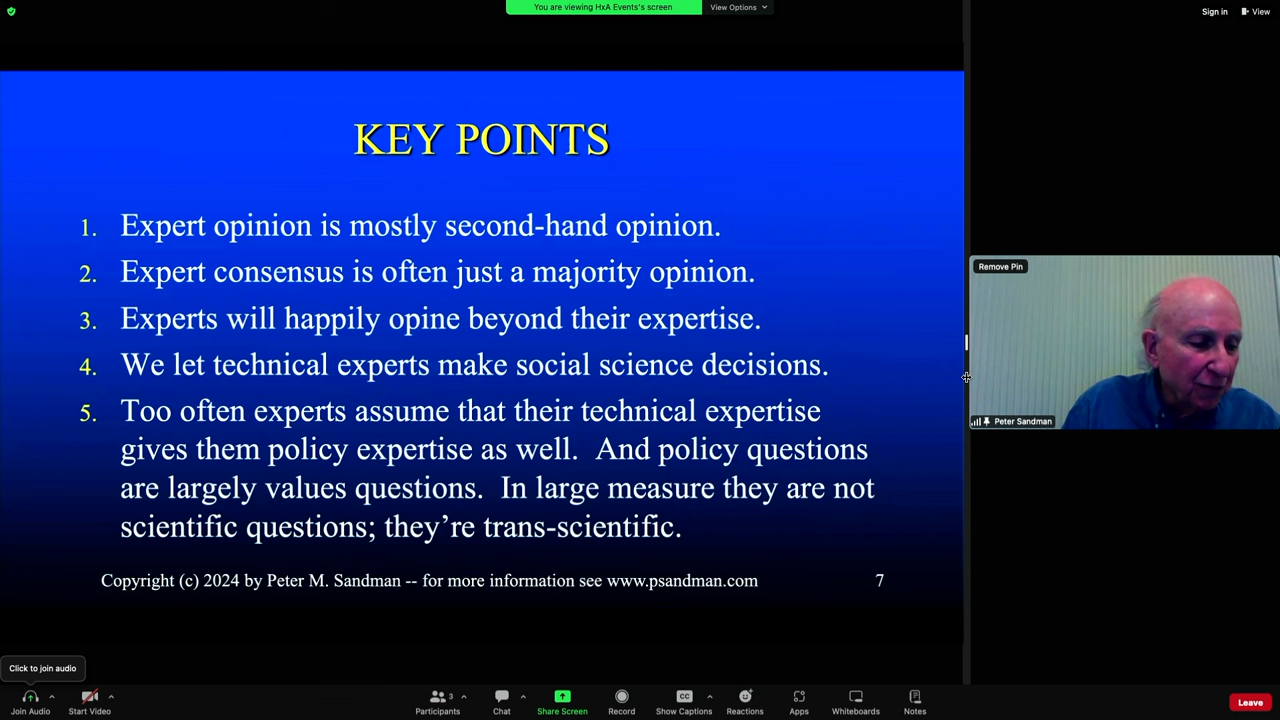 You are viewing HxA Events's screen
View Options
Sign in
View
KEY POINTS
1. Expert opinion is mostly second-hand opinion.
2. Expert consensus is often just a majority opinion.
3. Experts will happily opine beyond their expertise.
4. We let technical experts make social science decisions.
5. Too often experts assume that their technical expertise
gives them policy expertise as well. And policy questions
are largely values questions. In large measure they are not
scientific questions; they're trans-scientific.
Copyright (c) 2024 by Peter M. Sandman -- for more information see www.psandman.com
7
Remove Pin
Peter Sandman
Click to join audio
Join Audio
Start Video
Participants
3
Chat
Share Screen
Record
CC
Show Captions
Reactions
Apps
Whiteboards
Notes
Leave